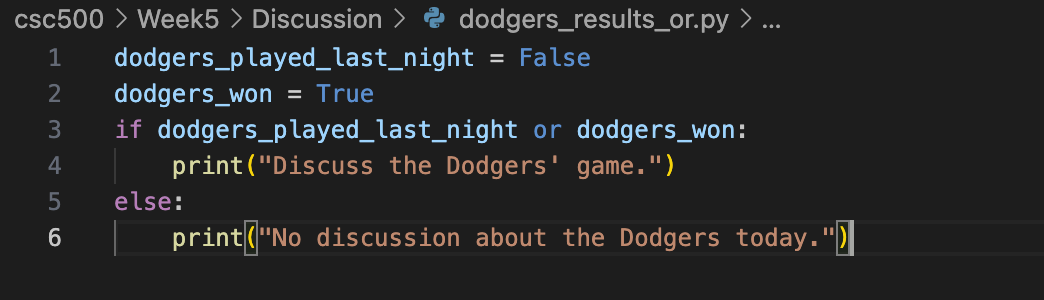 csc500 > Week5 > Discussion > dodgers_results_or.py > ...
1 dodgers_played_last_night = False
2 dodgers_won = True
3 if dodgers_played_last_night or dodgers_won:
4     print("Discuss the Dodgers' game.")
5 else:
6     print("No discussion about the Dodgers today.")